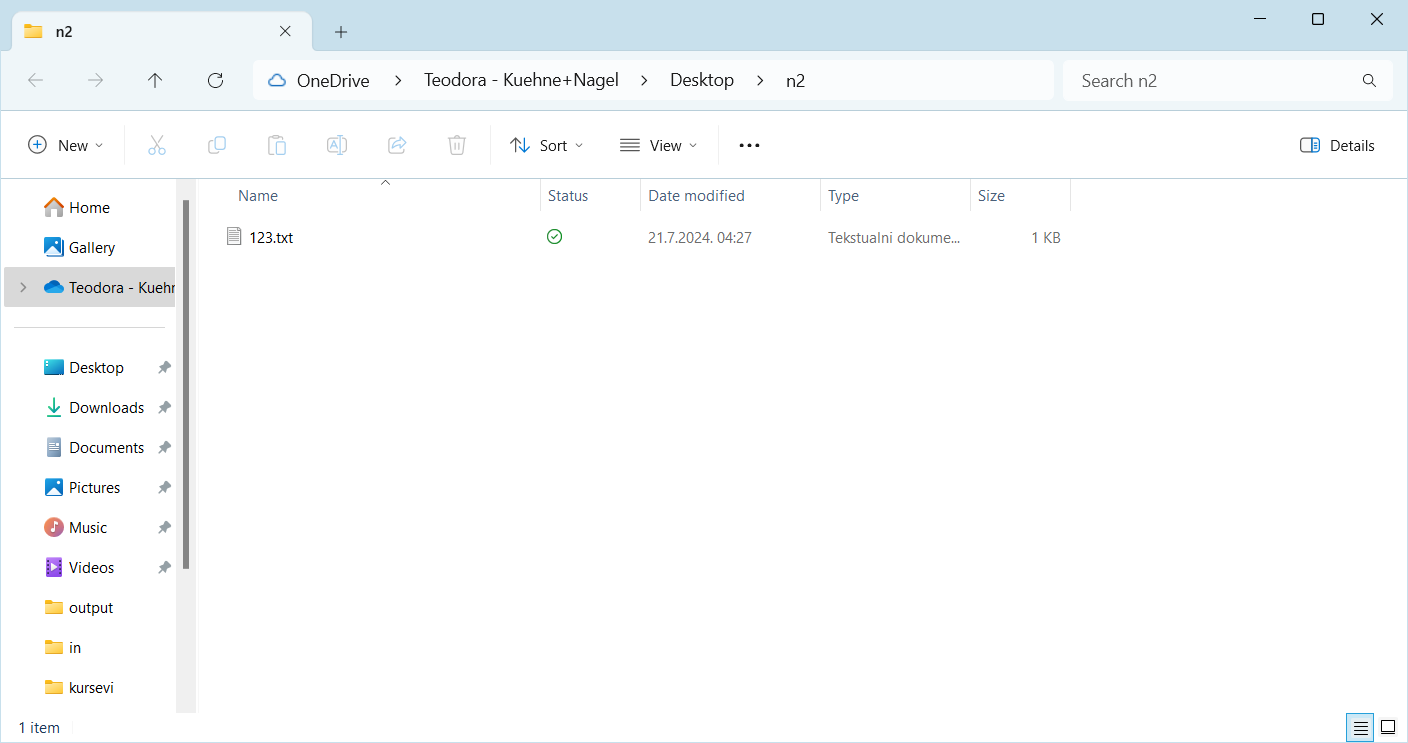 n2
OneDrive > Teodora - Kuehne+Nagel > Desktop > n2
Search n2
New
Sort
View
Details
Name Status Date modified Type Size
123.txt 21.7.2024. 04:27 Tekstualni dokume... 1 KB
Home
Gallery
Teodora - Kuehn
Desktop
Downloads
Documents
Pictures
Music
Videos
output
in
kursevi
1 item